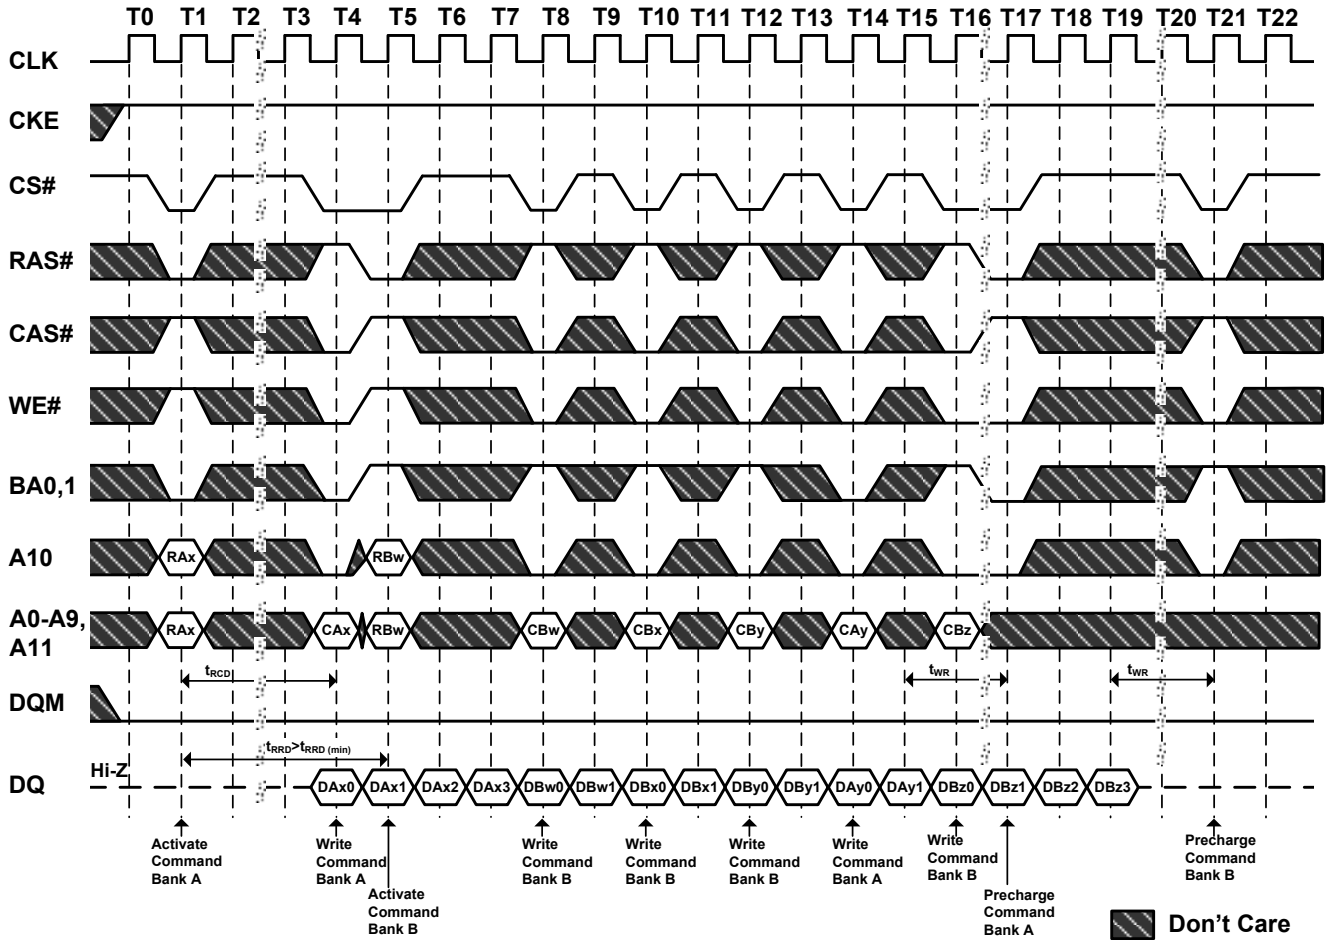 T0 T1 T2 T3 T4 T5 T6 T7 T8 T9 T10 T11 T12 T13 T14 T15 T16 T17 T18 T19 T20 T21 T22
CLK
CKE
CS#
RAS#
CAS#
WE#
BA0,1
A10 RAx RBw
A0-A9,
A11
RAx CAx RBw CBw CBx CBy CAy CBz
tRCD tWR tWR
DQM
tRRD>tRRD (min)
Hi-Z
DQ DAx0 DAx1 DAx2 DAx3 DBw0 DBw1 DBx0 DBx1 DBy0 DBy1 DAy0 DAy1 DBz0 DBz1 DBz2 DBz3
Activate
Command
Bank A
Write
Command
Bank A
Activate
Command
Bank B
Write
Command
Bank B
Write
Command
Bank B
Write
Command
Bank B
Write
Command
Bank A
Write
Command
Bank B
Precharge
Command
Bank A
Precharge
Command
Bank B
Don't Care